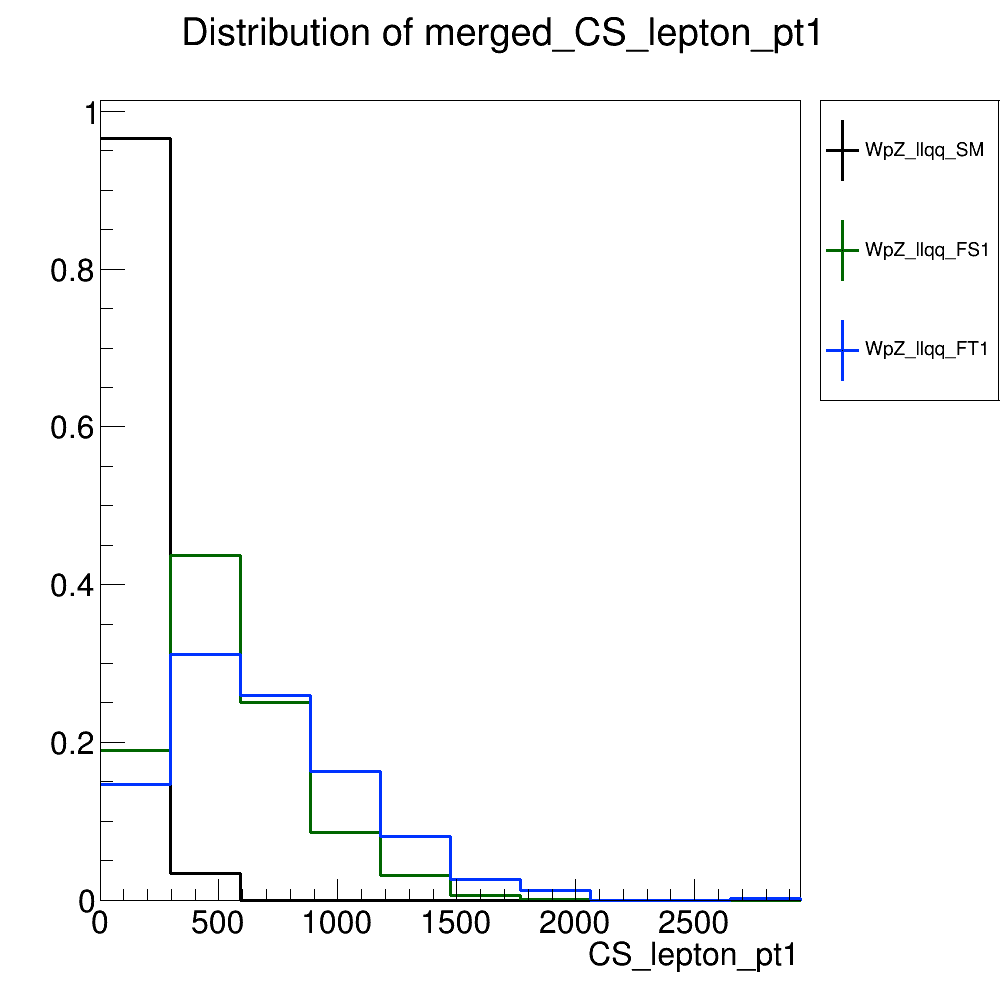 Distribution of merged_CS_lepton_pt1
1
0.8
0.6
0.4
0.2
0
0 500 1000 1500 2000 2500
CS_lepton_pt1
WpZ_llqq_SM
WpZ_llqq_FS1
WpZ_llqq_FT1